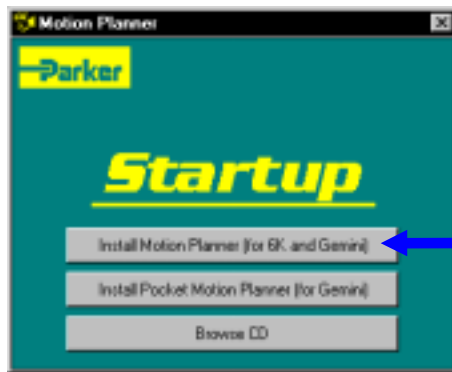 Motion Planner
Parker
Startup
Install Motion Planner (for 6K and Gemini)
Install Pocket Motion Planner (for Gemini)
Browse CD